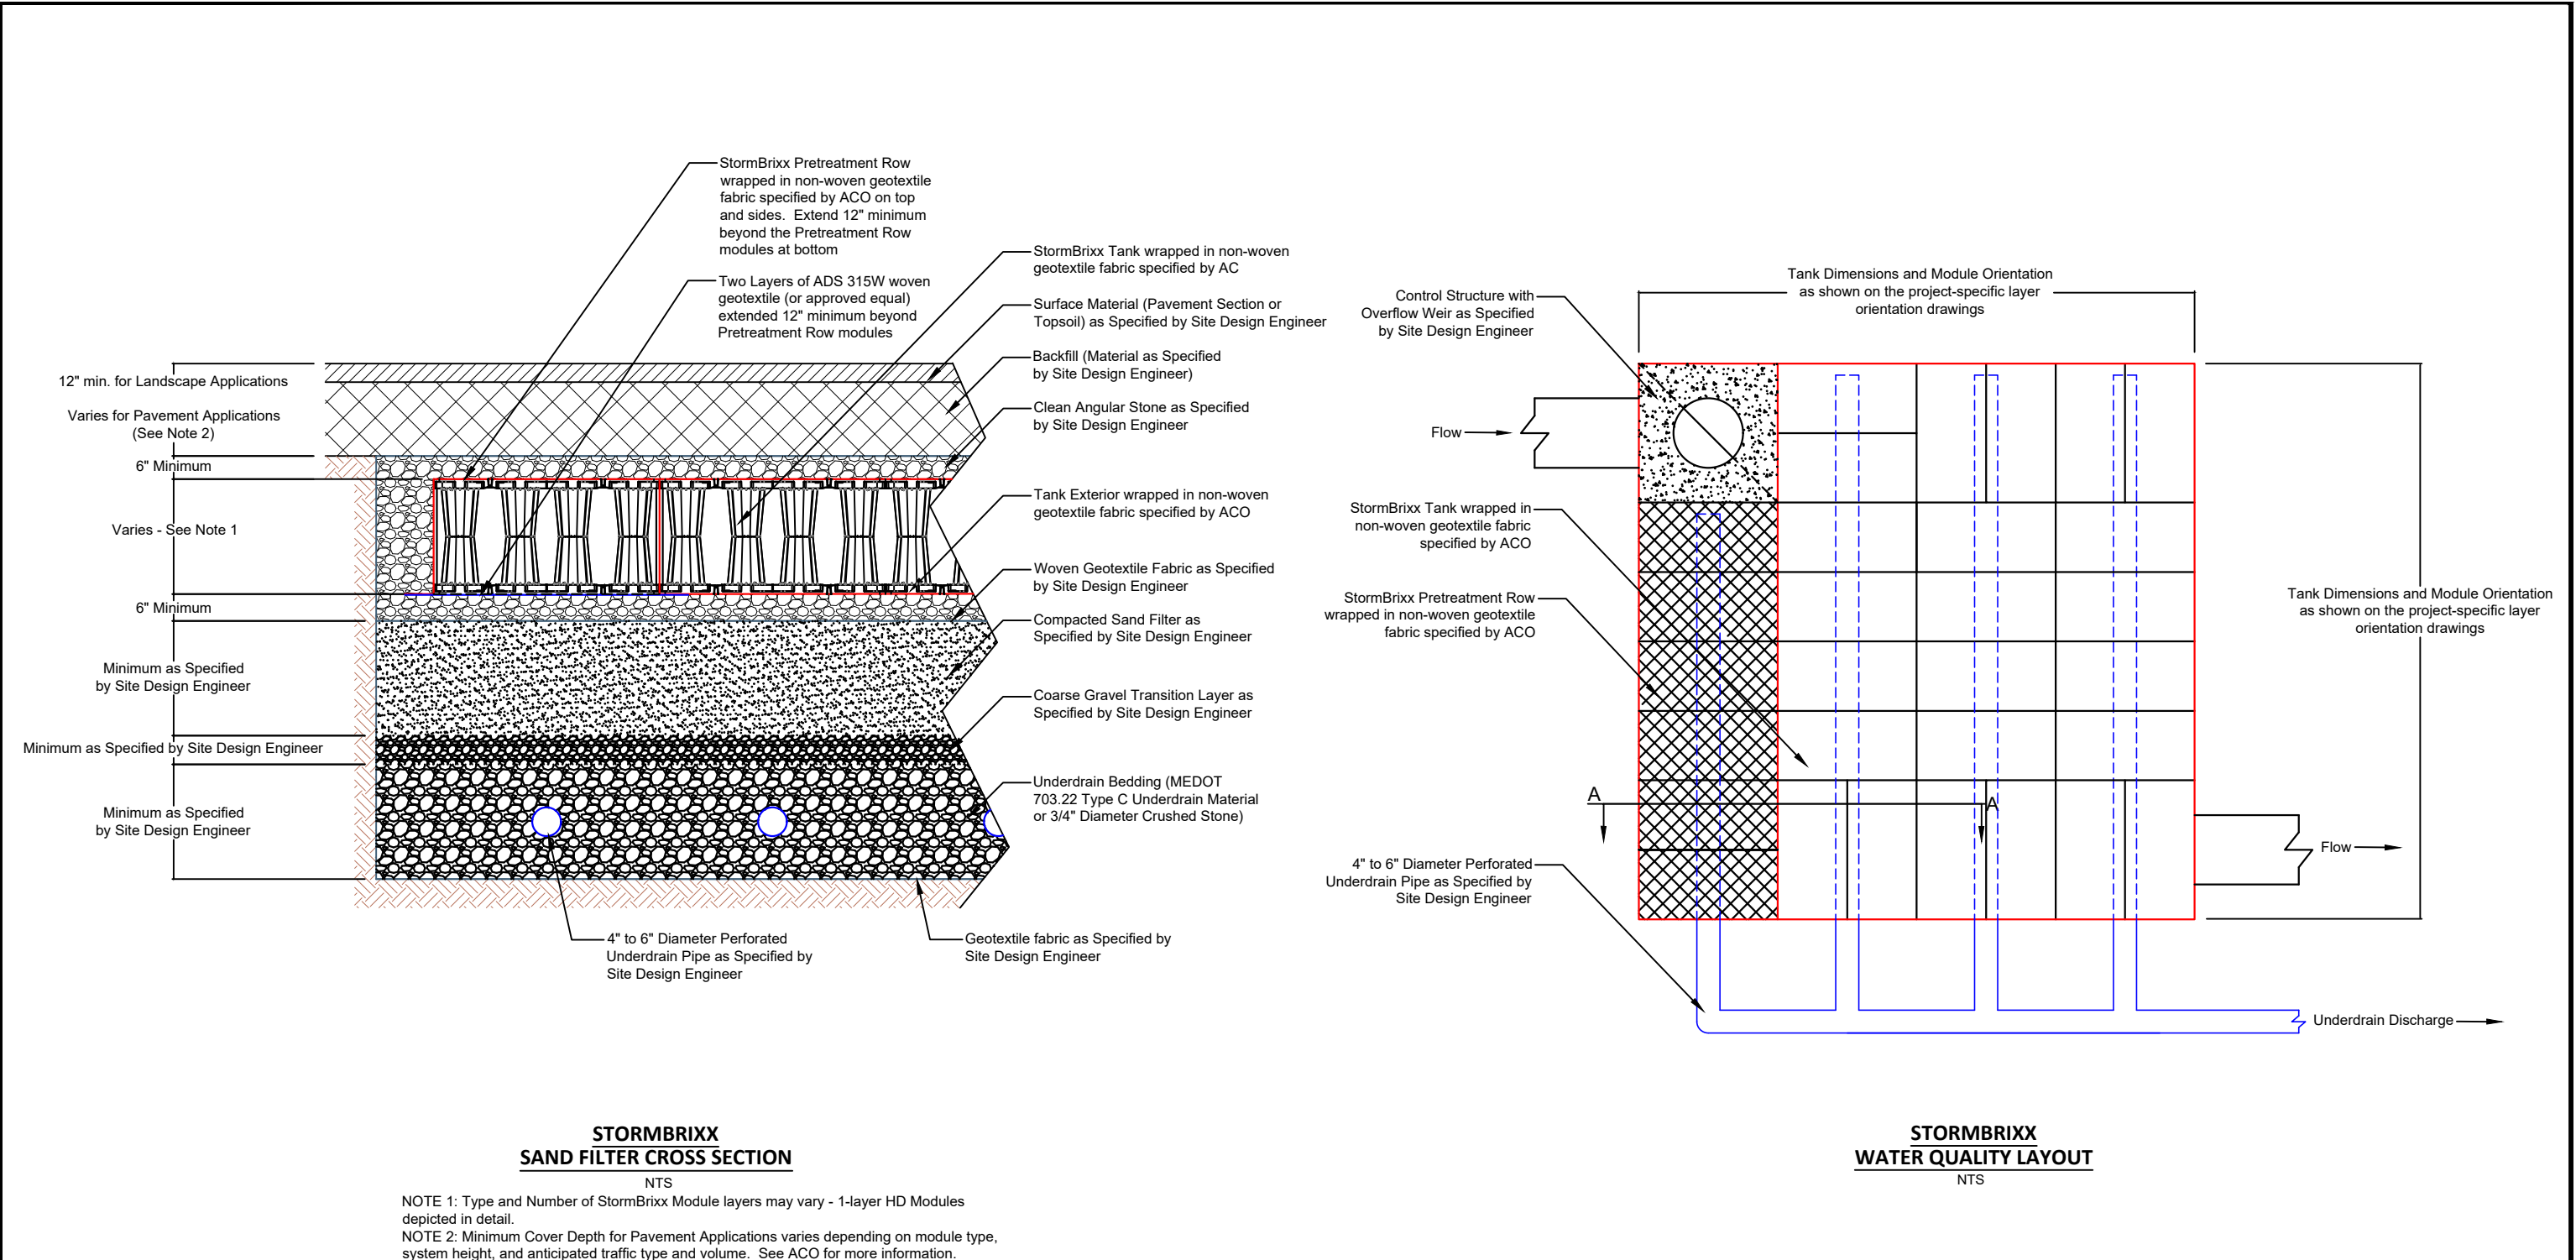 StormBrixx Pretreatment Row
wrapped in non-woven geotextile
fabric specified by ACO on top
and sides. Extend 12" minimum
beyond the Pretreatment Row
modules at bottom
Two Layers of ADS 315W woven
geotextile (or approved equal)
extended 12" minimum beyond
Pretreatment Row modules
StormBrixx Tank wrapped in non-woven
geotextile fabric specified by AC
Surface Material (Pavement Section or
Topsoil) as Specified by Site Design Engineer
Backfill (Material as Specified
by Site Design Engineer)
Clean Angular Stone as Specified
by Site Design Engineer
Tank Exterior wrapped in non-woven
geotextile fabric specified by ACO
Woven Geotextile Fabric as Specified
by Site Design Engineer
Compacted Sand Filter as
Specified by Site Design Engineer
Coarse Gravel Transition Layer as
Specified by Site Design Engineer
Underdrain Bedding (MEDOT
703.22 Type C Underdrain Material
or 3/4" Diameter Crushed Stone)
12" min. for Landscape Applications
Varies for Pavement Applications
(See Note 2)
6" Minimum
Varies - See Note 1
6" Minimum
Minimum as Specified
by Site Design Engineer
Minimum as Specified by Site Design Engineer
Minimum as Specified
by Site Design Engineer
4" to 6" Diameter Perforated
Underdrain Pipe as Specified by
Site Design Engineer
Geotextile fabric as Specified by
Site Design Engineer
STORMBRIXX
SAND FILTER CROSS SECTION
NTS
NOTE 1: Type and Number of StormBrixx Module layers may vary - 1-layer HD Modules
depicted in detail.
NOTE 2: Minimum Cover Depth for Pavement Applications varies depending on module type,
system height, and anticipated traffic type and volume. See ACO for more information.
Tank Dimensions and Module Orientation
as shown on the project-specific layer
orientation drawings
Control Structure with
Overflow Weir as Specified
by Site Design Engineer
Flow
StormBrixx Tank wrapped in
non-woven geotextile fabric
specified by ACO
StormBrixx Pretreatment Row
wrapped in non-woven geotextile
fabric specified by ACO
Tank Dimensions and Module Orientation
as shown on the project-specific layer
orientation drawings
A
A
Flow
4" to 6" Diameter Perforated
Underdrain Pipe as Specified by
Site Design Engineer
Underdrain Discharge
STORMBRIXX
WATER QUALITY LAYOUT
NTS